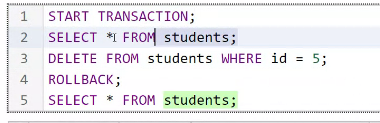 1 START TRANSACTION;
2 SELECT * FROM students;
3 DELETE FROM students WHERE id = 5;
4 ROLLBACK;
5 SELECT * FROM students;